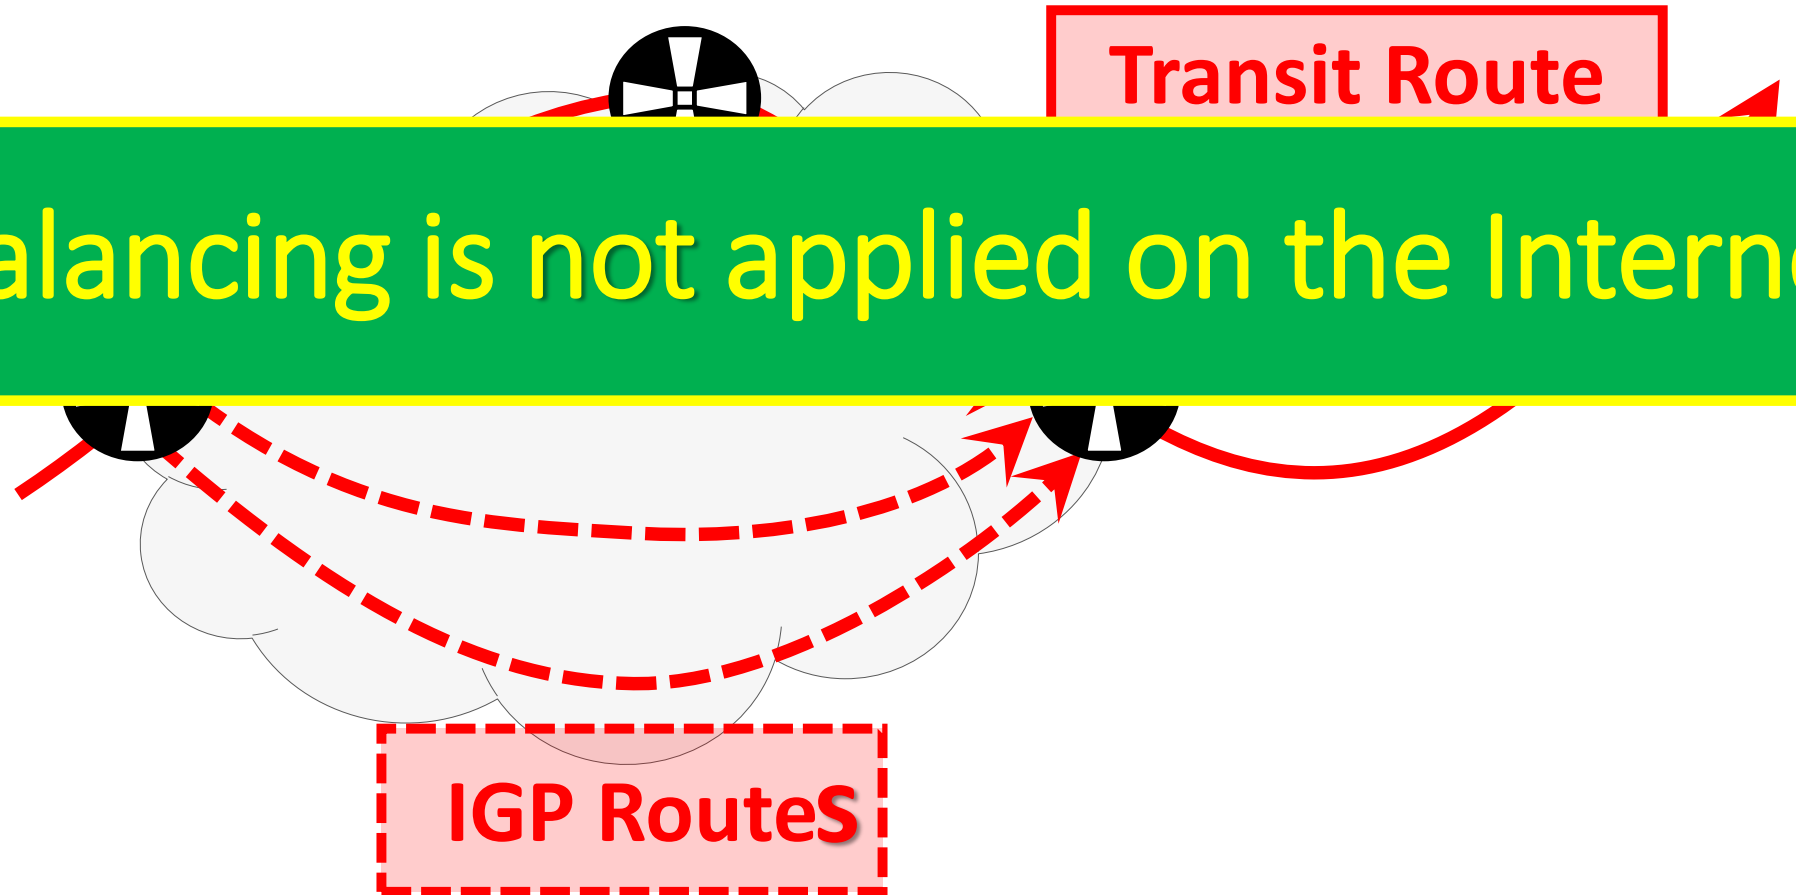 Transit Route
alancing is not applied on the Intern
IGP RouteS